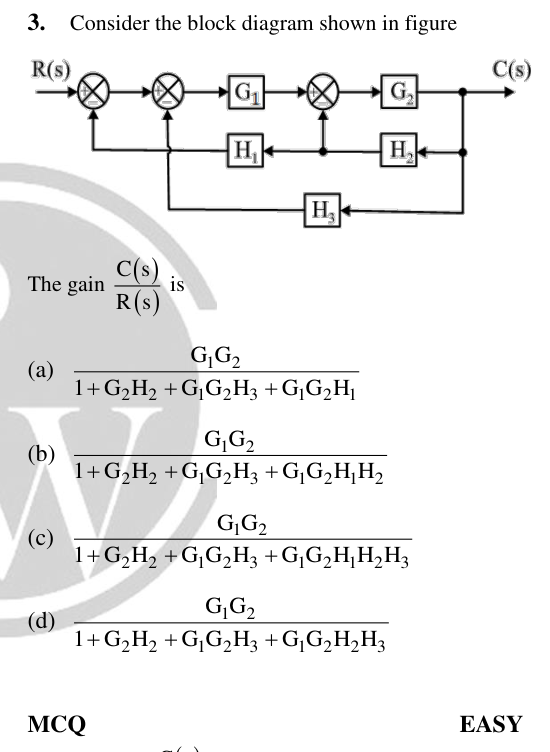 3. Consider the block diagram shown in figure
R(s) C(s)
+ − + − G₁ + − G₂
H₁ H₂
H₃
The gain C(s)/R(s) is
(a) G₁G₂ / 1+G₂H₂+G₁G₂H₃+G₁G₂H₁
(b) G₁G₂ / 1+G₂H₂+G₁G₂H₃+G₁G₂H₁H₂
(c) G₁G₂ / 1+G₂H₂+G₁G₂H₃+G₁G₂H₁H₂H₃
(d) G₁G₂ / 1+G₂H₂+G₁G₂H₃+G₁G₂H₂H₃
MCQ EASY